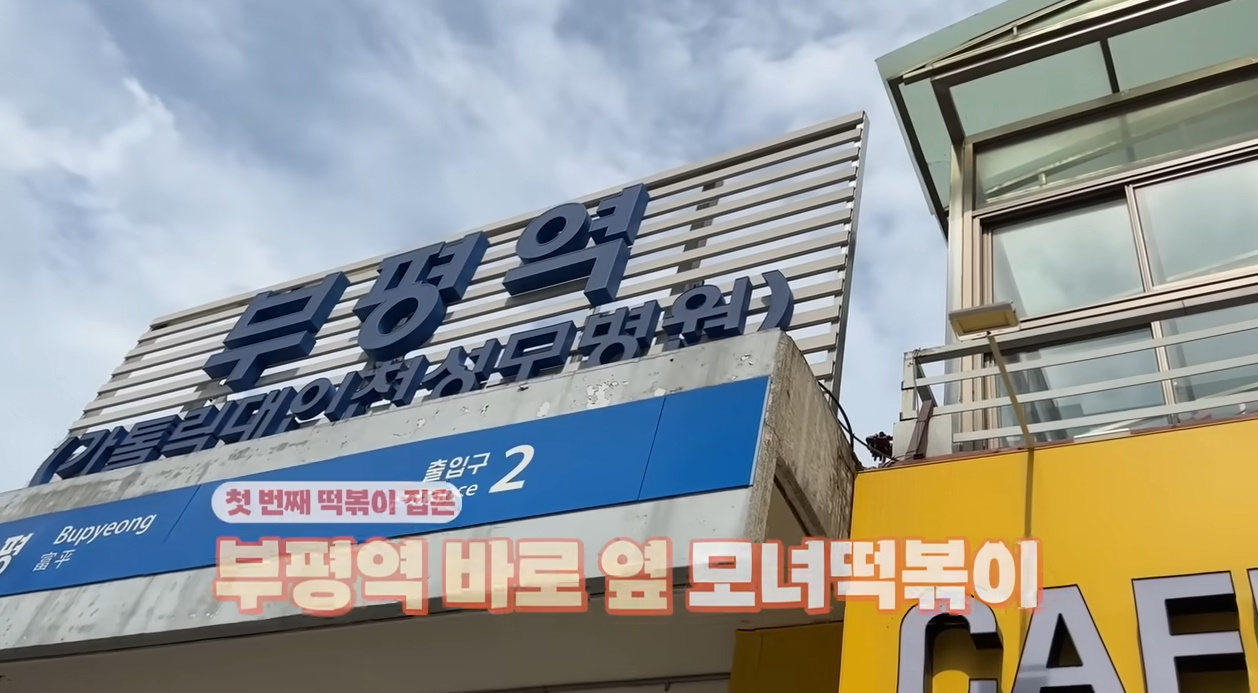 부평역
(가톨릭대인천성모병원)
출입구 2
평 Bupyeong
富平
첫 번째 떡볶이 집은
부평역 바로 옆 모녀떡볶이